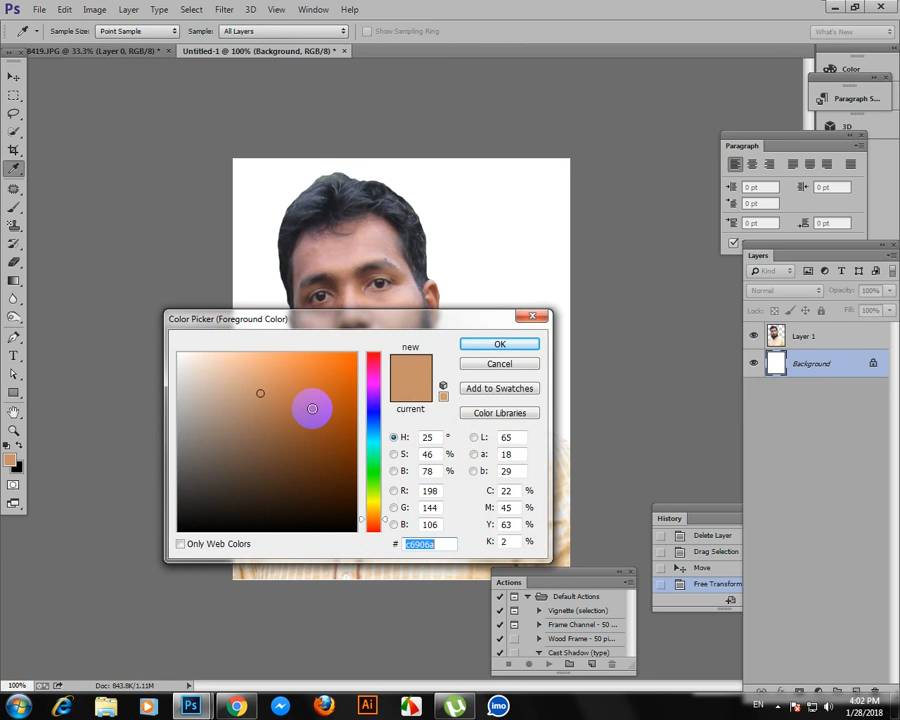 Ps File Edit Image Layer Type Select Filter 3D View Window Help
Sample Size: Point Sample Sample: All Layers Show Sampling Ring What's New
8419.JPG @ 33.3% (Layer 0, RGB/8) * × Untitled-1 @ 100% (Background, RGB/8) * ×
Color
Paragraph S...
3D
Paragraph
0 pt 0 pt
0 pt
0 pt 0 pt
Layers
Kind
Normal Opacity: 100%
Lock: Fill: 100%
Layer 1
Background
Color Picker (Foreground Color)
new
current
OK
Cancel
Add to Swatches
Color Libraries
H: 25 ° L: 65
S: 46 % a: 18
B: 78 % b: 29
R: 198 C: 22 %
G: 144 M: 45 %
B: 106 Y: 63 %
# c6906a K: 2 %
Only Web Colors
History
Delete Layer
Drag Selection
Move
Free Transform
Actions
Default Actions
Vignette (selection)
Frame Channel - 50 ...
Wood Frame - 50 pi...
Cast Shadow (type)
100% Doc: 843.8K/1.11M
Ps Ai imo EN 4:02 PM
1/28/2018